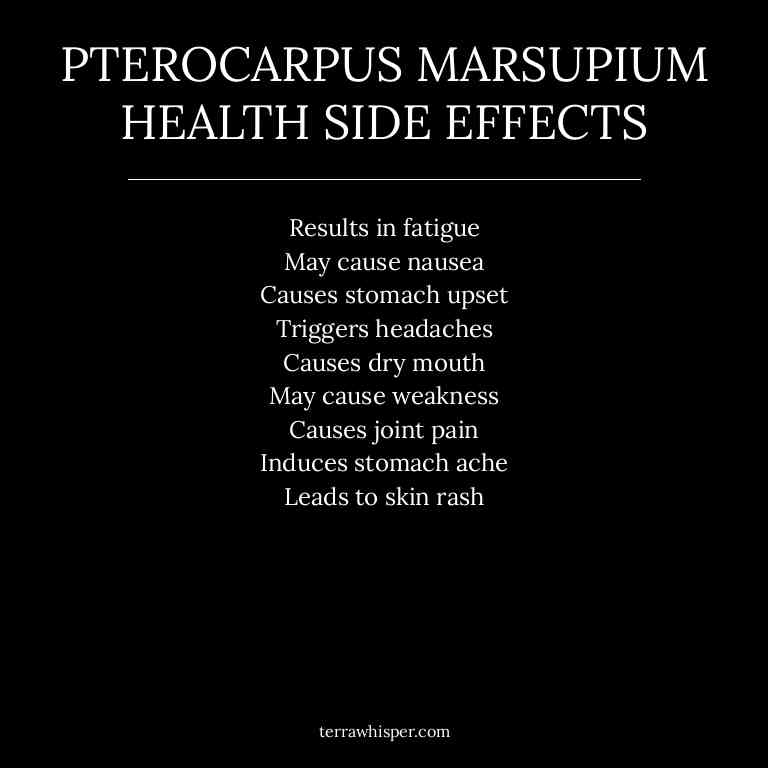 PTEROCARPUS MARSUPIUM
HEALTH SIDE EFFECTS
Results in fatigue
May cause nausea
Causes stomach upset
Triggers headaches
Causes dry mouth
May cause weakness
Causes joint pain
Induces stomach ache
Leads to skin rash
terrawhisper.com